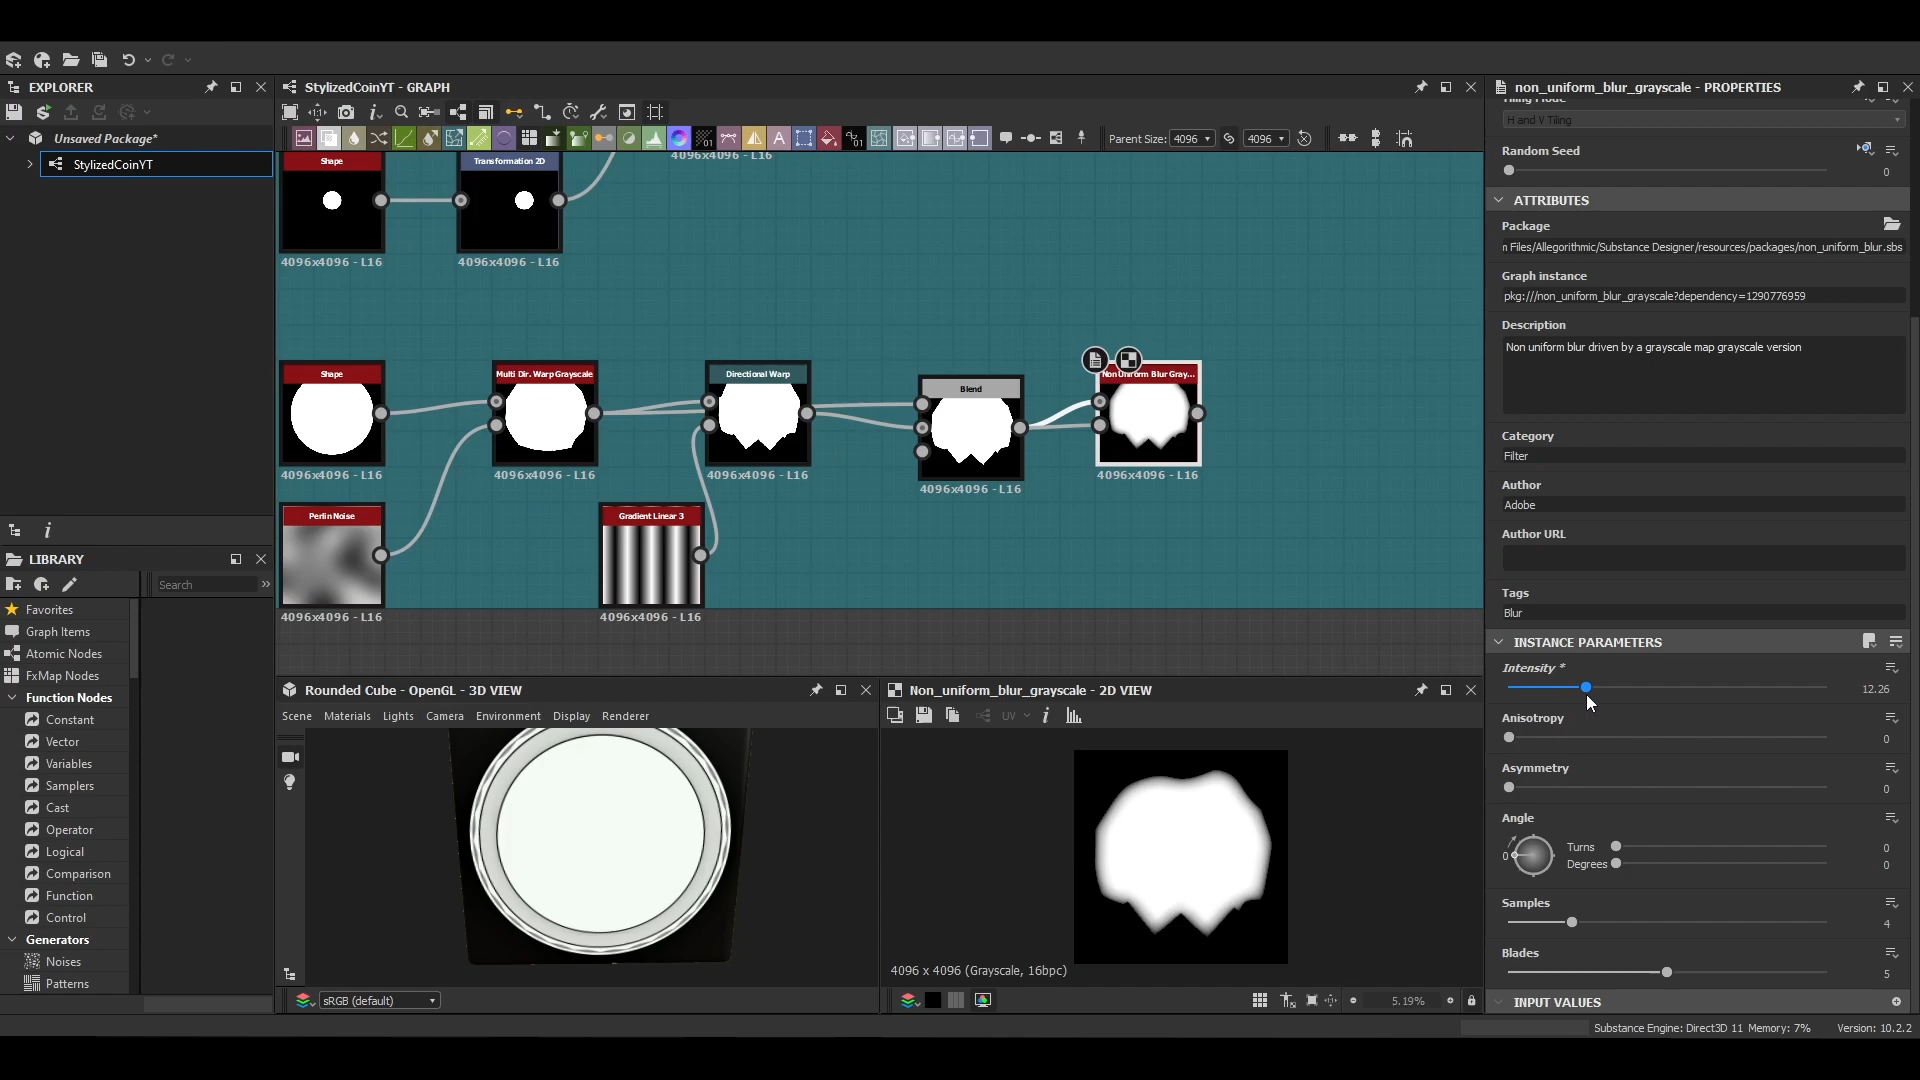 EXPLORER
Unsaved Package*
StylizedCoinYT
StylizedCoinYT - GRAPH
Parent Size: 4096
4096
4096x4096 - L16
Shape
Transformation 2D
4096x4096 - L16
4096x4096 - L16
Shape
Multi Dir. Warp Grayscale
Directional Warp
Blend
Non Uniform Blur Gray...
4096x4096 - L16
4096x4096 - L16
4096x4096 - L16
4096x4096 - L16
4096x4096 - L16
Perlin Noise
Gradient Linear 3
4096x4096 - L16
4096x4096 - L16
LIBRARY
Search
Favorites
Graph Items
Atomic Nodes
FxMap Nodes
Function Nodes
Constant
Vector
Variables
Samplers
Cast
Operator
Logical
Comparison
Function
Control
Generators
Noises
Patterns
Rounded Cube - OpenGL - 3D VIEW
Scene Materials Lights Camera Environment Display Renderer
sRGB (default)
Non_uniform_blur_grayscale - 2D VIEW
UV
4096 x 4096 (Grayscale, 16bpc)
5.19%
non_uniform_blur_grayscale - PROPERTIES
Tiling Mode
H and V Tiling
Random Seed
0
ATTRIBUTES
Package
n Files/Allegorithmic/Substance Designer/resources/packages/non_uniform_blur.sbs
Graph instance
pkg:///non_uniform_blur_grayscale?dependency=1290776959
Description
Non uniform blur driven by a grayscale map grayscale version
Category
Filter
Author
Adobe
Author URL
Tags
Blur
INSTANCE PARAMETERS
Intensity *
12.26
Anisotropy
0
Asymmetry
0
Angle
0
Turns
0
Degrees
0
Samples
4
Blades
5
INPUT VALUES
Substance Engine: Direct3D 11 Memory: 7%
Version: 10.2.2